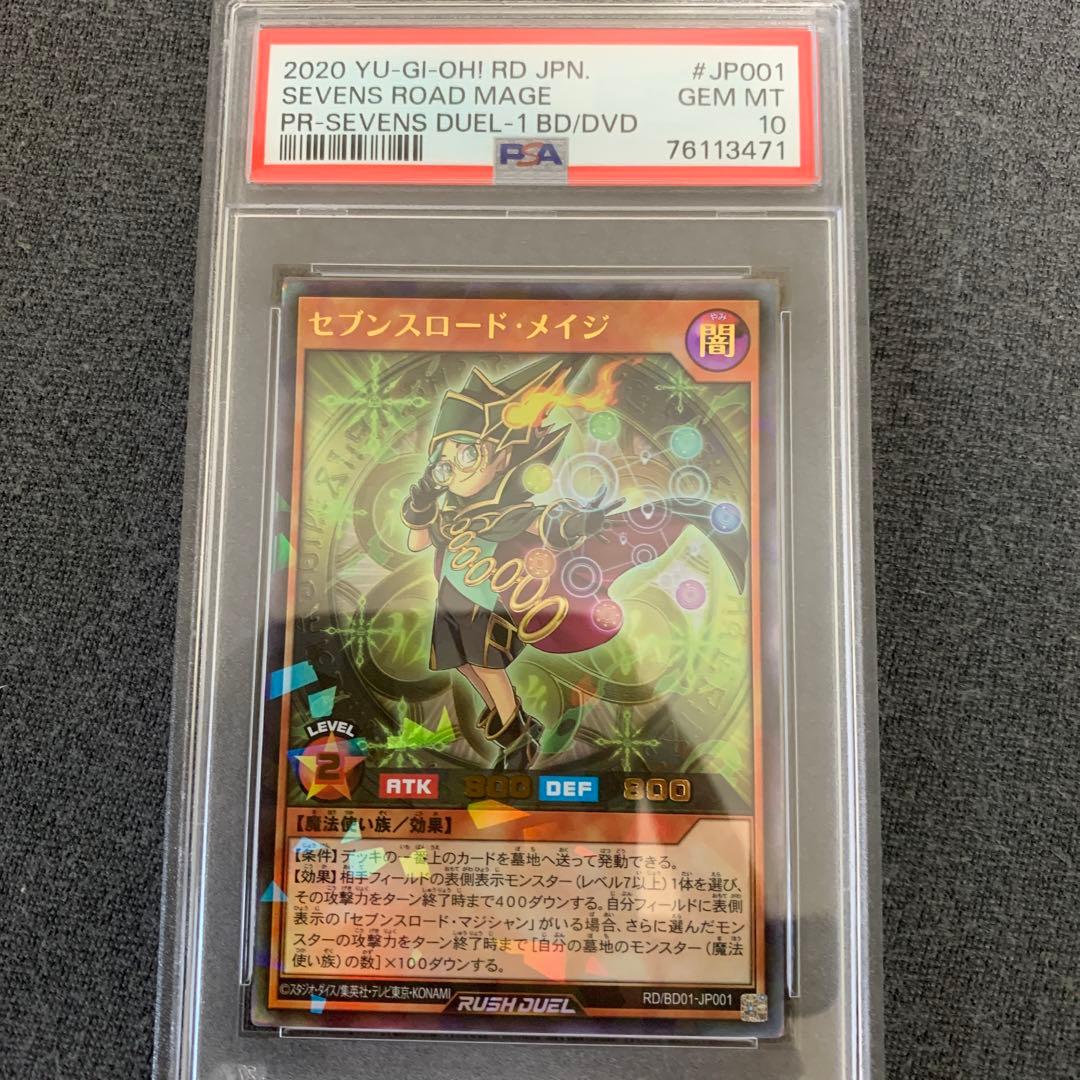 2020 YU-GI-OH! RD JPN. #JP001
SEVENS ROAD MAGE GEM MT
PR-SEVENS DUEL-1 BD/DVD 10
PSA 76113471
セブンスロード・メイジ
やみ
闇
LEVEL
2
ATK 800 DEF 800
【魔法使い族/効果】
【条件】デッキの一番上のカードを墓地へ送って発動できる。
【効果】相手フィールドの表側表示モンスター(レベル7以上)1体を選び、
その攻撃力をターン終了時まで400ダウンする。自分フィールドに表側
表示の「セブンスロード・マジシャン」がいる場合、さらに選んだモン
スターの攻撃力をターン終了時まで[自分の墓地のモンスター(魔法
使い族)の数]×100ダウンする。
©スタジオ・ダイス/集英社・テレビ東京・KONAMI
RUSH DUEL
RD/BD01-JP001